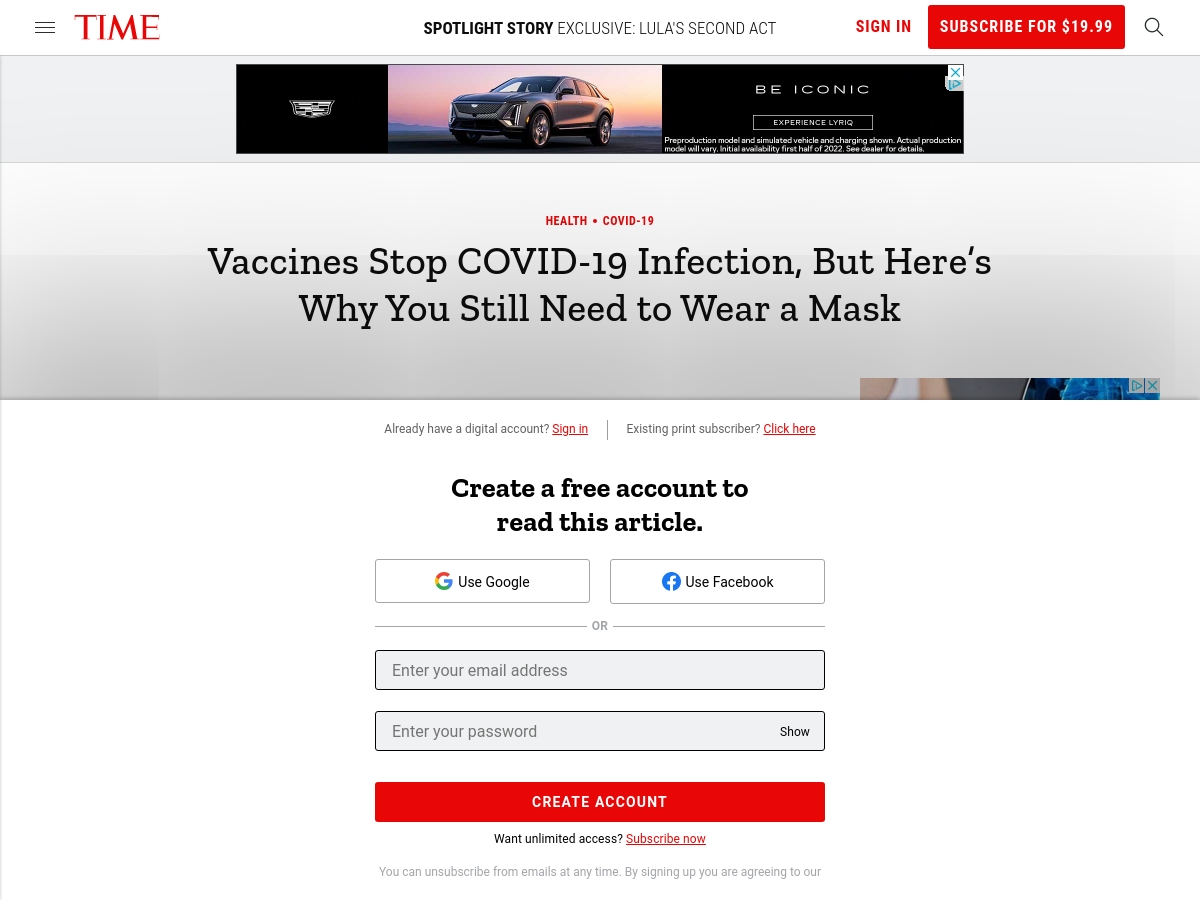 TIME
SPOTLIGHT STORY EXCLUSIVE: LULA'S SECOND ACT
SIGN IN
SUBSCRIBE FOR $19.99
BE ICONIC
EXPERIENCE LYRIQ
Preproduction model and simulated vehicle and charging shown. Actual production
model will vary. Initial availability first half of 2022. See dealer for details.
HEALTH • COVID-19
Vaccines Stop COVID-19 Infection, But Here’s
Why You Still Need to Wear a Mask
Already have a digital account? Sign in
Existing print subscriber? Click here
Create a free account to
read this article.
Use Google
Use Facebook
OR
Enter your email address
Enter your password
Show
CREATE ACCOUNT
Want unlimited access? Subscribe now
You can unsubscribe from emails at any time. By signing up you are agreeing to our